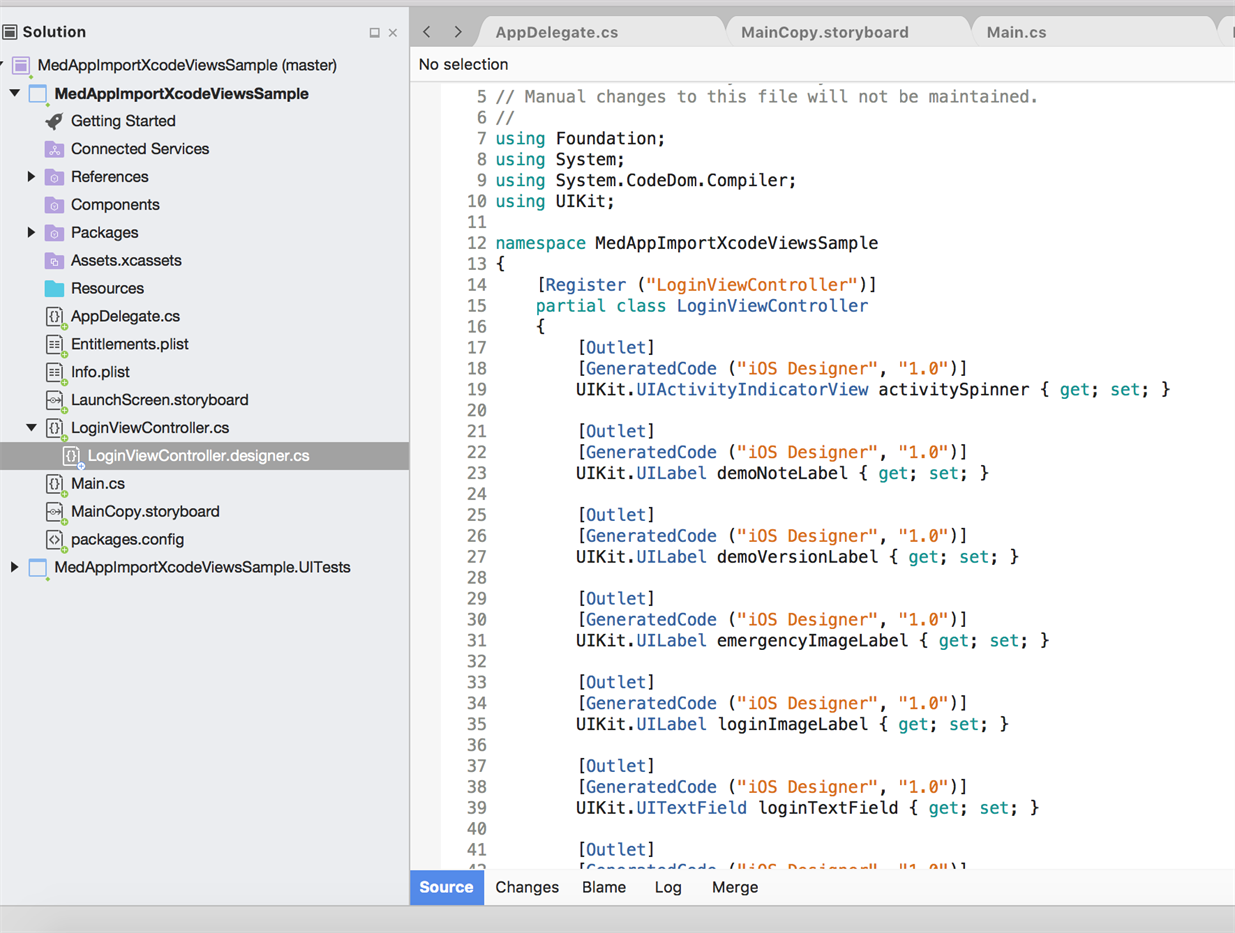 Solution
MedAppImportXcodeViewsSample (master)
MedAppImportXcodeViewsSample
Getting Started
Connected Services
References
Components
Packages
Assets.xcassets
Resources
AppDelegate.cs
Entitlements.plist
Info.plist
LaunchScreen.storyboard
LoginViewController.cs
LoginViewController.designer.cs
Main.cs
MainCopy.storyboard
packages.config
MedAppImportXcodeViewsSample.UITests
AppDelegate.cs MainCopy.storyboard Main.cs
No selection
5 // Manual changes to this file will not be maintained.
6 //
7 using Foundation;
8 using System;
9 using System.CodeDom.Compiler;
10 using UIKit;
11
12 namespace MedAppImportXcodeViewsSample
13 {
14 [Register ("LoginViewController")]
15 partial class LoginViewController
16 {
17 [Outlet]
18 [GeneratedCode ("iOS Designer", "1.0")]
19 UIKit.UIActivityIndicatorView activitySpinner { get; set; }
20
21 [Outlet]
22 [GeneratedCode ("iOS Designer", "1.0")]
23 UIKit.UILabel demoNoteLabel { get; set; }
24
25 [Outlet]
26 [GeneratedCode ("iOS Designer", "1.0")]
27 UIKit.UILabel demoVersionLabel { get; set; }
28
29 [Outlet]
30 [GeneratedCode ("iOS Designer", "1.0")]
31 UIKit.UILabel emergencyImageLabel { get; set; }
32
33 [Outlet]
34 [GeneratedCode ("iOS Designer", "1.0")]
35 UIKit.UILabel loginImageLabel { get; set; }
36
37 [Outlet]
38 [GeneratedCode ("iOS Designer", "1.0")]
39 UIKit.UITextField loginTextField { get; set; }
40
41 [Outlet]
42 [GeneratedCode ("iOS Designer", "1.0")]
Source Changes Blame Log Merge